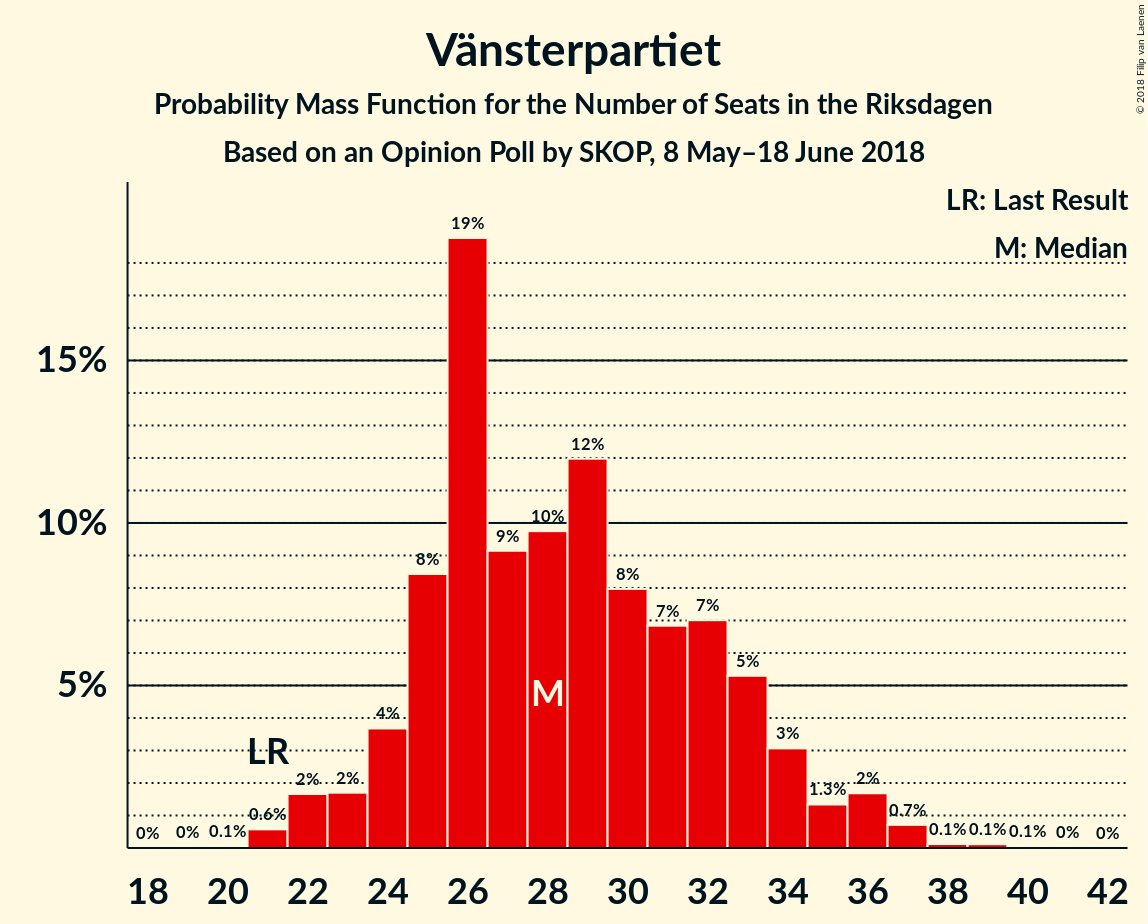 Vänsterpartiet
Probability Mass Function for the Number of Seats in the Riksdagen
Based on an Opinion Poll by SKOP, 8 May–18 June 2018
© 2018 Filip van Laenen
LR: Last Result
M: Median
15%
10%
5%
0% 0% 0.1% 0.6% 2% 2% 4% 8% 19% 9% 10% 12% 8% 7% 7% 5% 3% 1.3% 2% 0.7% 0.1% 0.1% 0.1% 0% 0%
LR
M
18 20 22 24 26 28 30 32 34 36 38 40 42